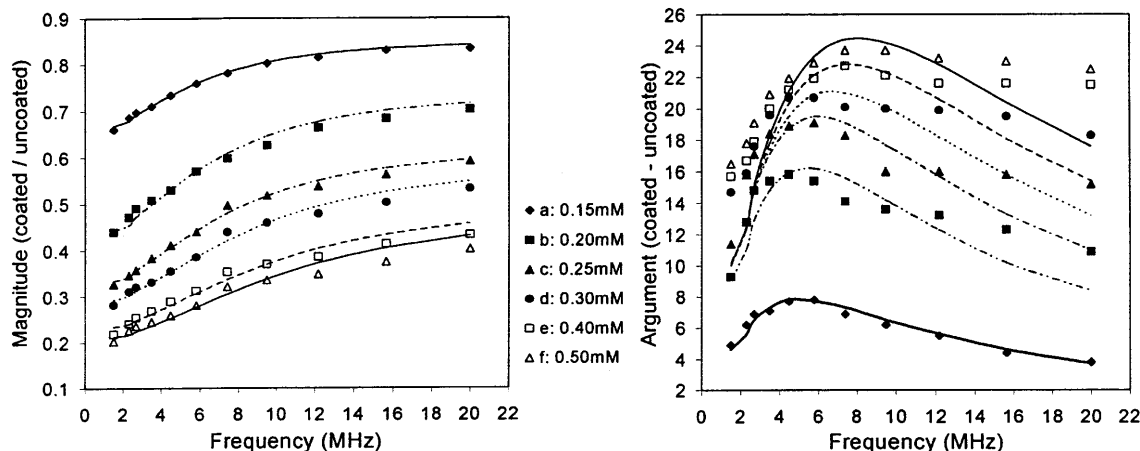 Magnitude (coated / uncoated)
0.9
0.8
0.7
0.6
0.5
0.4
0.3
0.2
0.1
0 2 4 6 8 10 12 14 16 18 20 22
Frequency (MHz)
a: 0.15mM
b: 0.20mM
c: 0.25mM
d: 0.30mM
e: 0.40mM
f: 0.50mM
Argument (coated - uncoated)
26
24
22
20
18
16
14
12
10
8
6
4
2
0 2 4 6 8 10 12 14 16 18 20 22
Frequency (MHz)